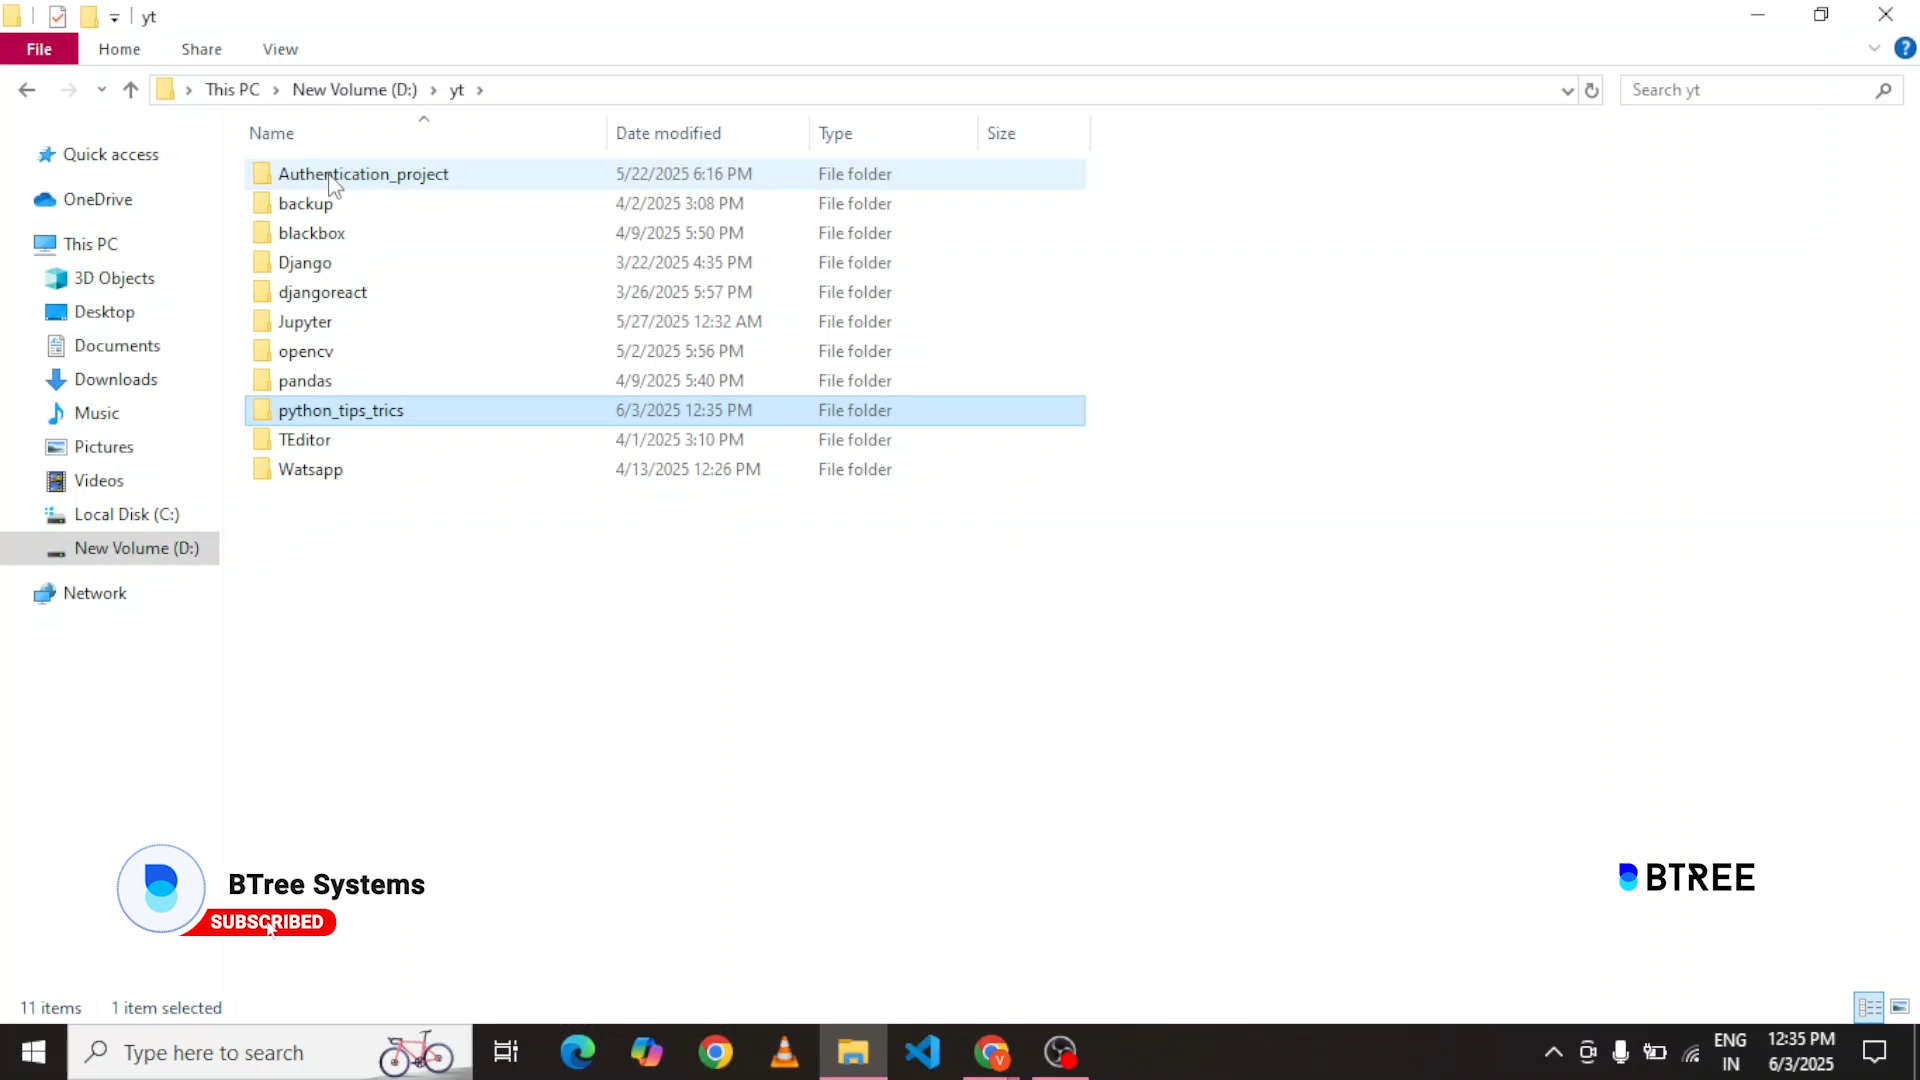 yt
File Home Share View
This PC New Volume (D:) yt
Search yt
Name Date modified Type Size
Quick access
OneDrive
This PC
3D Objects
Desktop
Documents
Downloads
Music
Pictures
Videos
Local Disk (C:)
New Volume (D:)
Network
Authentication_project 5/22/2025 6:16 PM File folder
backup 4/2/2025 3:08 PM File folder
blackbox 4/9/2025 5:50 PM File folder
Django 3/22/2025 4:35 PM File folder
djangoreact 3/26/2025 5:57 PM File folder
Jupyter 5/27/2025 12:32 AM File folder
opencv 5/2/2025 5:56 PM File folder
pandas 4/9/2025 5:40 PM File folder
python_tips_trics 6/3/2025 12:35 PM File folder
TEditor 4/1/2025 3:10 PM File folder
Watsapp 4/13/2025 12:26 PM File folder
BTree Systems
SUBSCRIBED
BTREE
11 items 1 item selected
Type here to search
V
ENG
IN
12:35 PM
6/3/2025